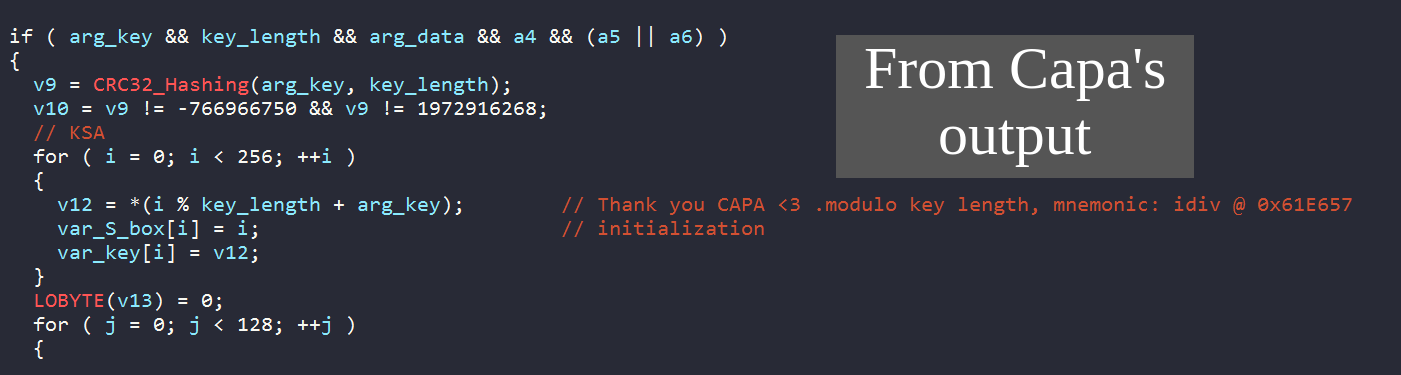 if ( arg_key && key_length && arg_data && a4 && (a5 || a6) )
{
v9 = CRC32_Hashing(arg_key, key_length);
v10 = v9 != -766966750 && v9 != 1972916268;
// KSA
for ( i = 0; i < 256; ++i )
{
v12 = *(i % key_length + arg_key); // Thank you CAPA <3 .modulo key length, mnemonic: idiv @ 0x61E657
var_S_box[i] = i; // initialization
var_key[i] = v12;
}
LOBYTE(v13) = 0;
for ( j = 0; j < 128; ++j )
{
From Capa's
output